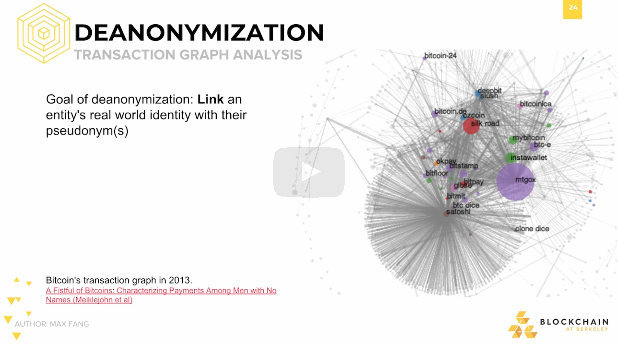 24
DEANONYMIZATION
TRANSACTION GRAPH ANALYSIS
Goal of deanonymization: Link an
entity's real world identity with their
pseudonym(s)
bitcoin-24
deepbit
slush
bitcoinica
bitcoin.de
ozcoin
silk road
mybitcoin
btc-e
instawallet
okpay
bitstamp
bitfloor
mtgox
bitpay
bitmit
btc dice
satoshi
clone dice
Bitcoin's transaction graph in 2013.
A Fistful of Bitcoins: Characterizing Payments Among Men with No
Names (Meiklejohn et al)
AUTHOR: MAX FANG
BLOCKCHAIN
AT BERKELEY